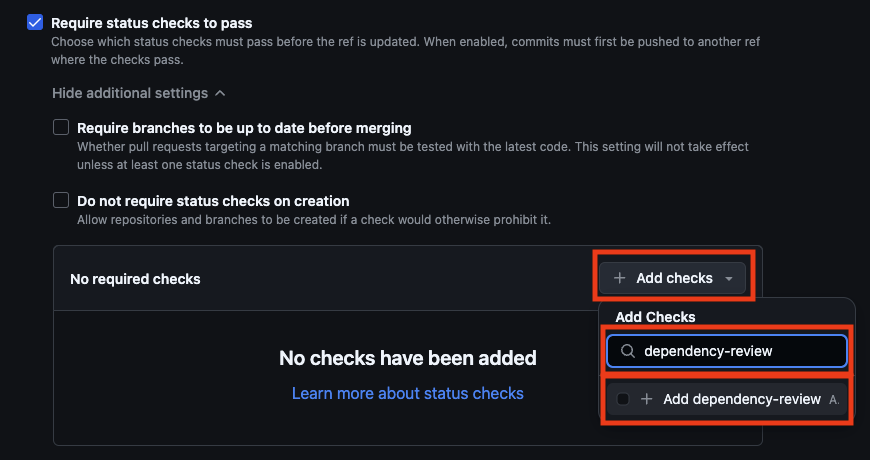 Require status checks to pass
Choose which status checks must pass before the ref is updated. When enabled, commits must first be pushed to another ref
where the checks pass.
Hide additional settings
Require branches to be up to date before merging
Whether pull requests targeting a matching branch must be tested with the latest code. This setting will not take effect
unless at least one status check is enabled.
Do not require status checks on creation
Allow repositories and branches to be created if a check would otherwise prohibit it.
No required checks
Add checks
Add Checks
dependency-review
Add dependency-review A.
No checks have been added
Learn more about status checks